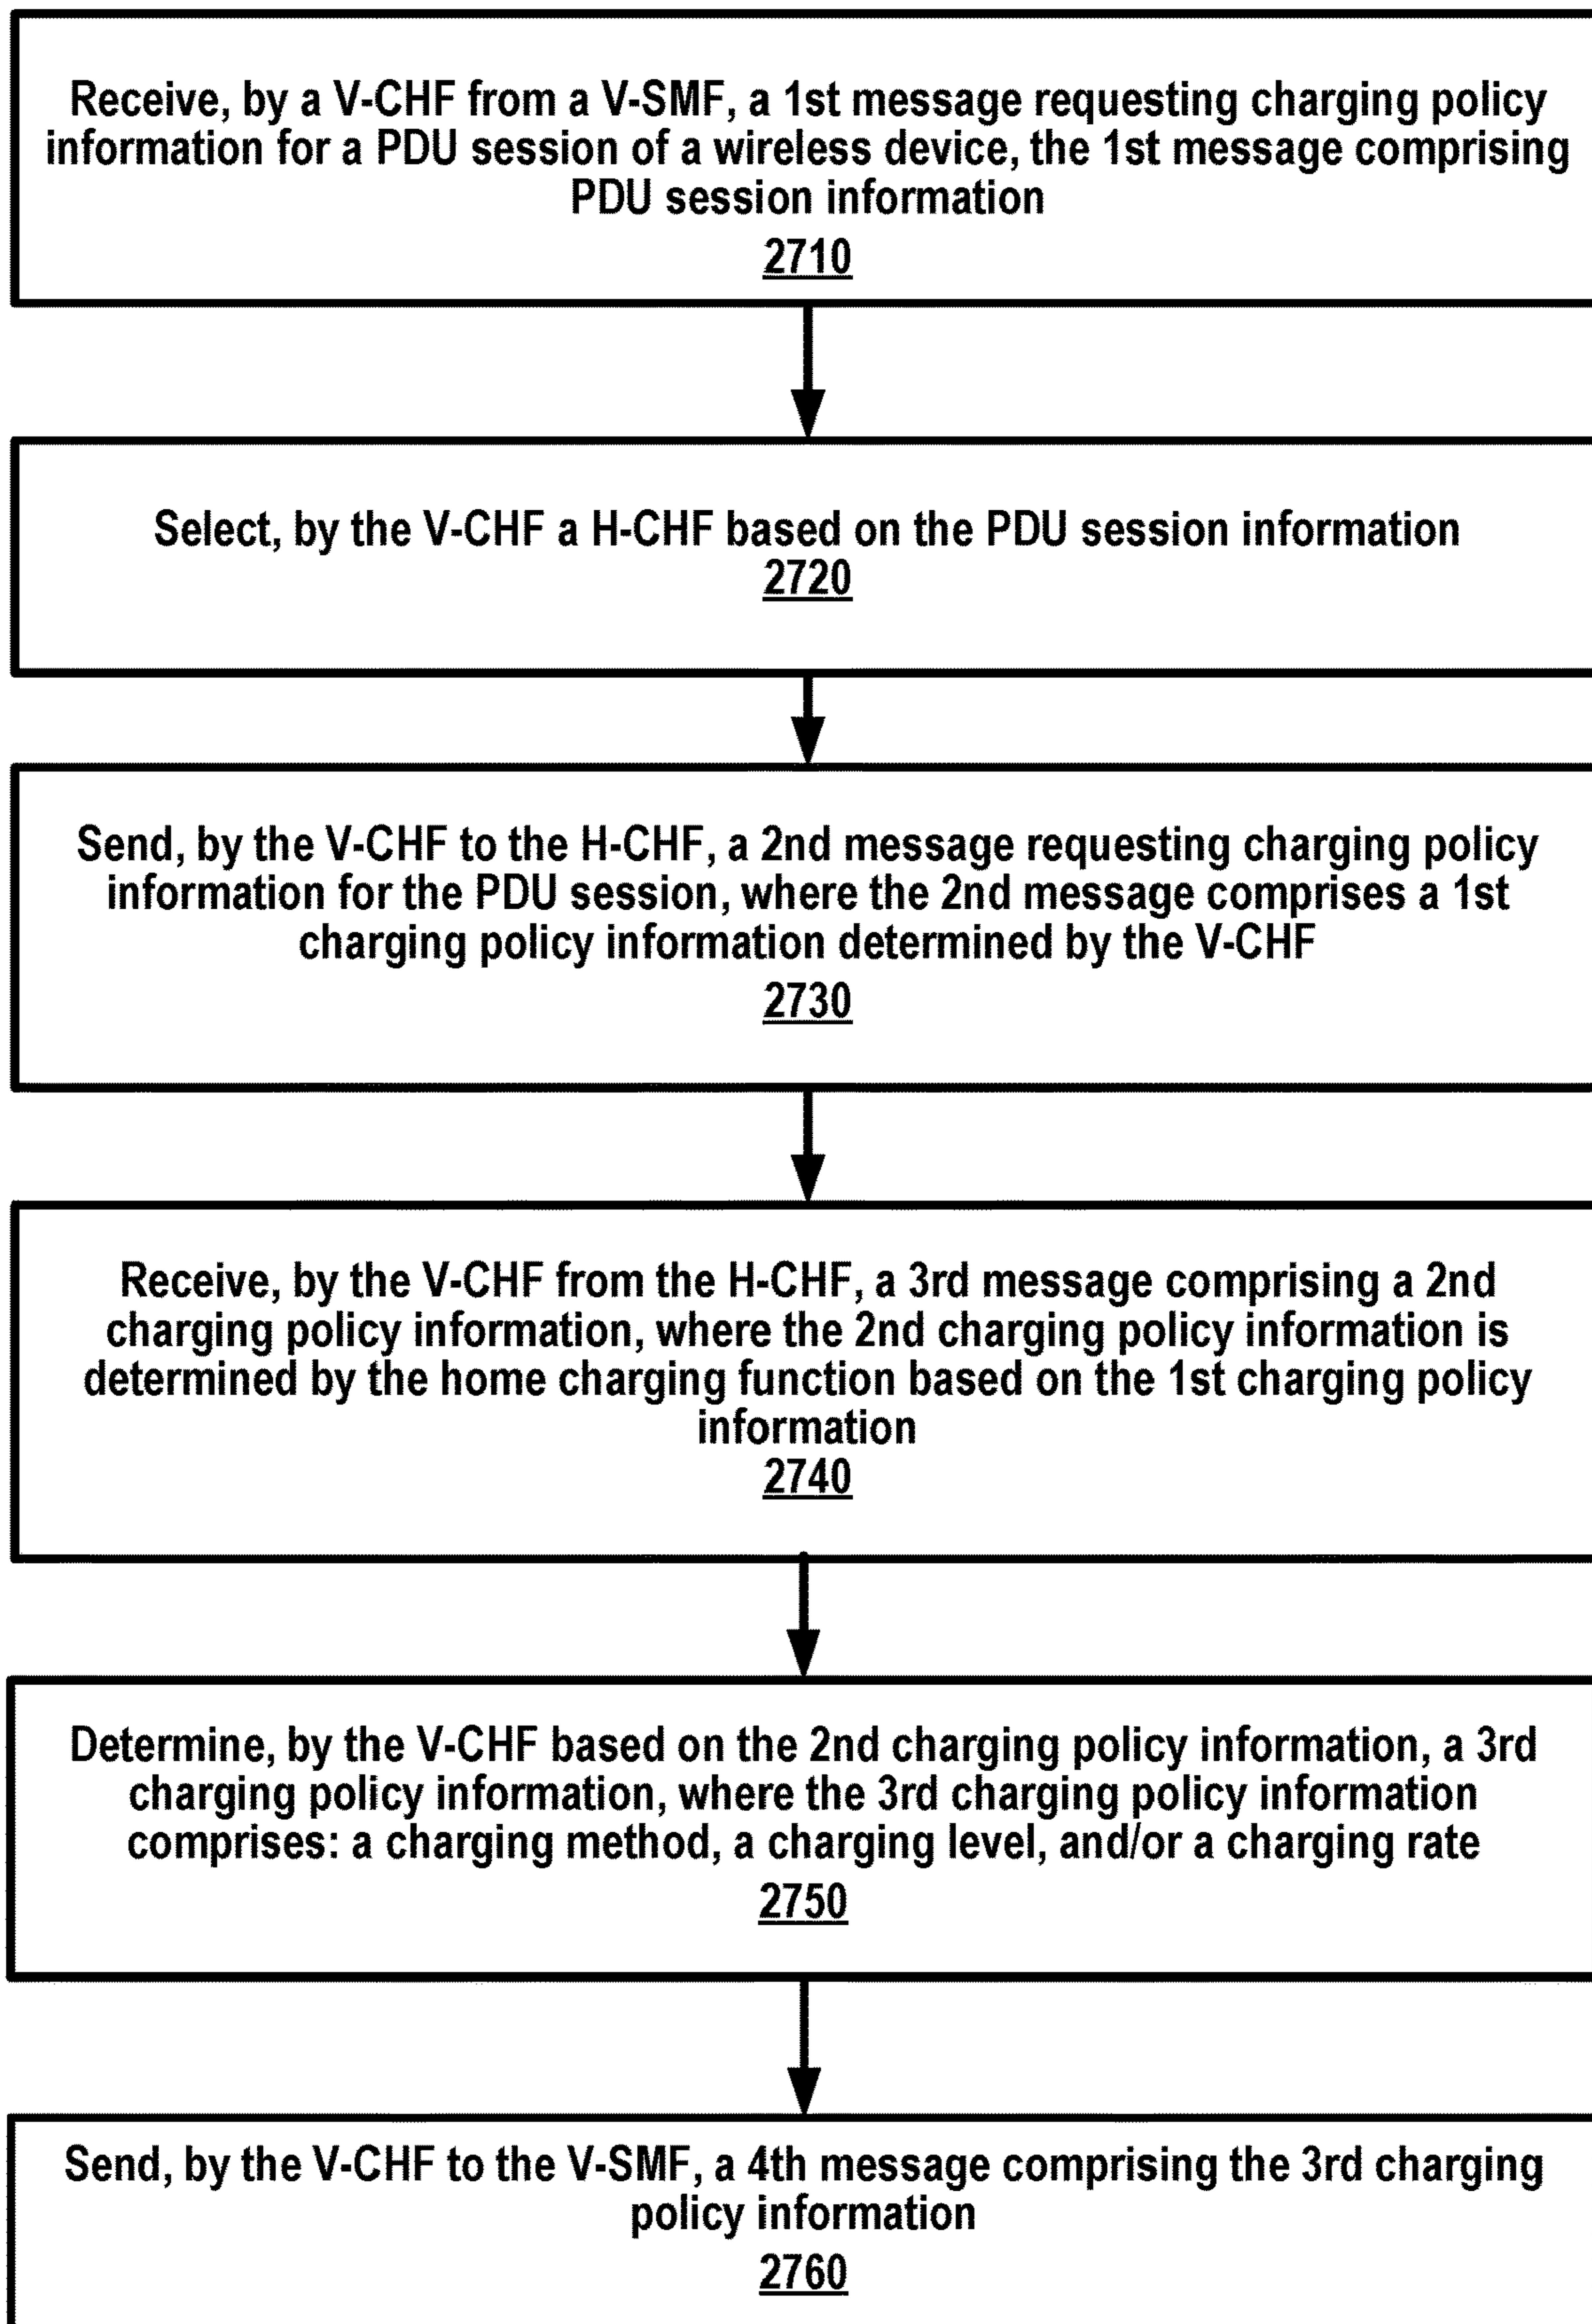 Receive, by a V-CHF from a V-SMF, a 1st message requesting charging policy
information for a PDU session of a wireless device, the 1st message comprising
PDU session information
2710
Select, by the V-CHF a H-CHF based on the PDU session information
2720
Send, by the V-CHF to the H-CHF, a 2nd message requesting charging policy
information for the PDU session, where the 2nd message comprises a 1st
charging policy information determined by the V-CHF
2730
Receive, by the V-CHF from the H-CHF, a 3rd message comprising a 2nd
charging policy information, where the 2nd charging policy information is
determined by the home charging function based on the 1st charging policy
information
2740
Determine, by the V-CHF based on the 2nd charging policy information, a 3rd
charging policy information, where the 3rd charging policy information
comprises: a charging method, a charging level, and/or a charging rate
2750
Send, by the V-CHF to the V-SMF, a 4th message comprising the 3rd charging
policy information
2760